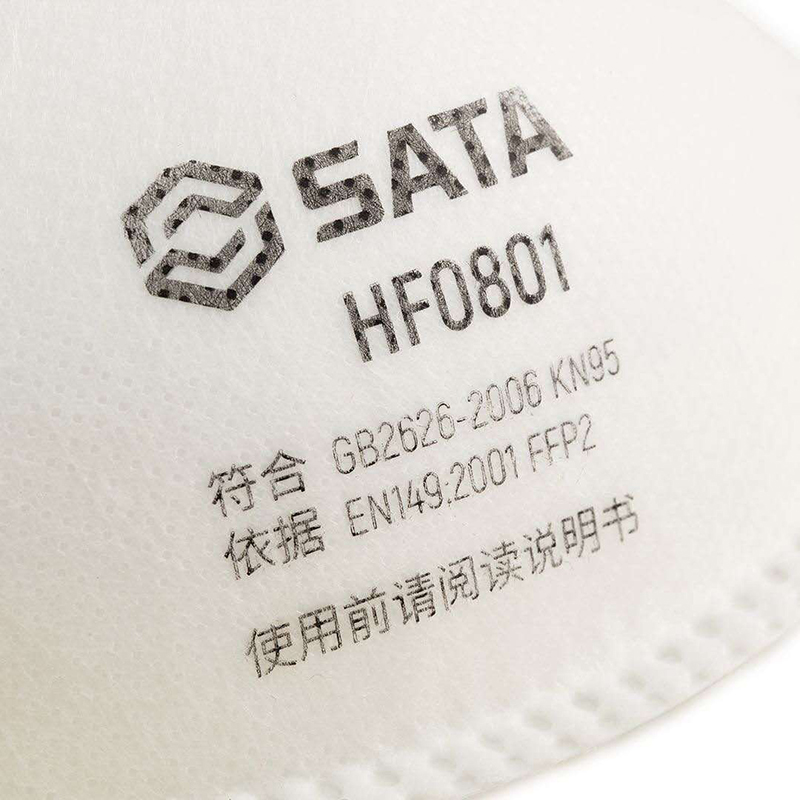 SATA
HF0801
符合 GB2626-2006 KN95
依据 EN149:2001 FFP2
使用前请阅读说明书